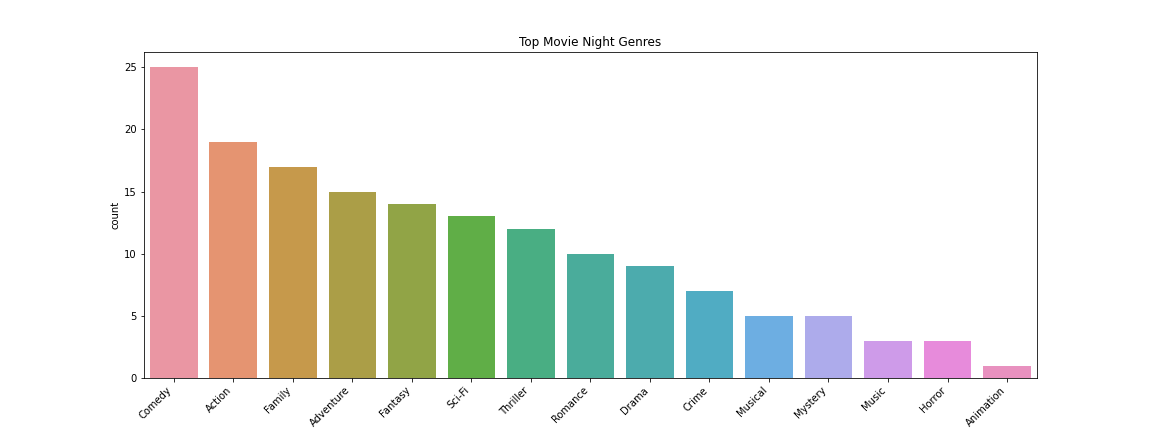 Top Movie Night Genres
25
20
15
10
5
0
count
Comedy
Action
Family
Adventure
Fantasy
Sci-Fi
Thriller
Romance
Drama
Crime
Musical
Mystery
Music
Horror
Animation